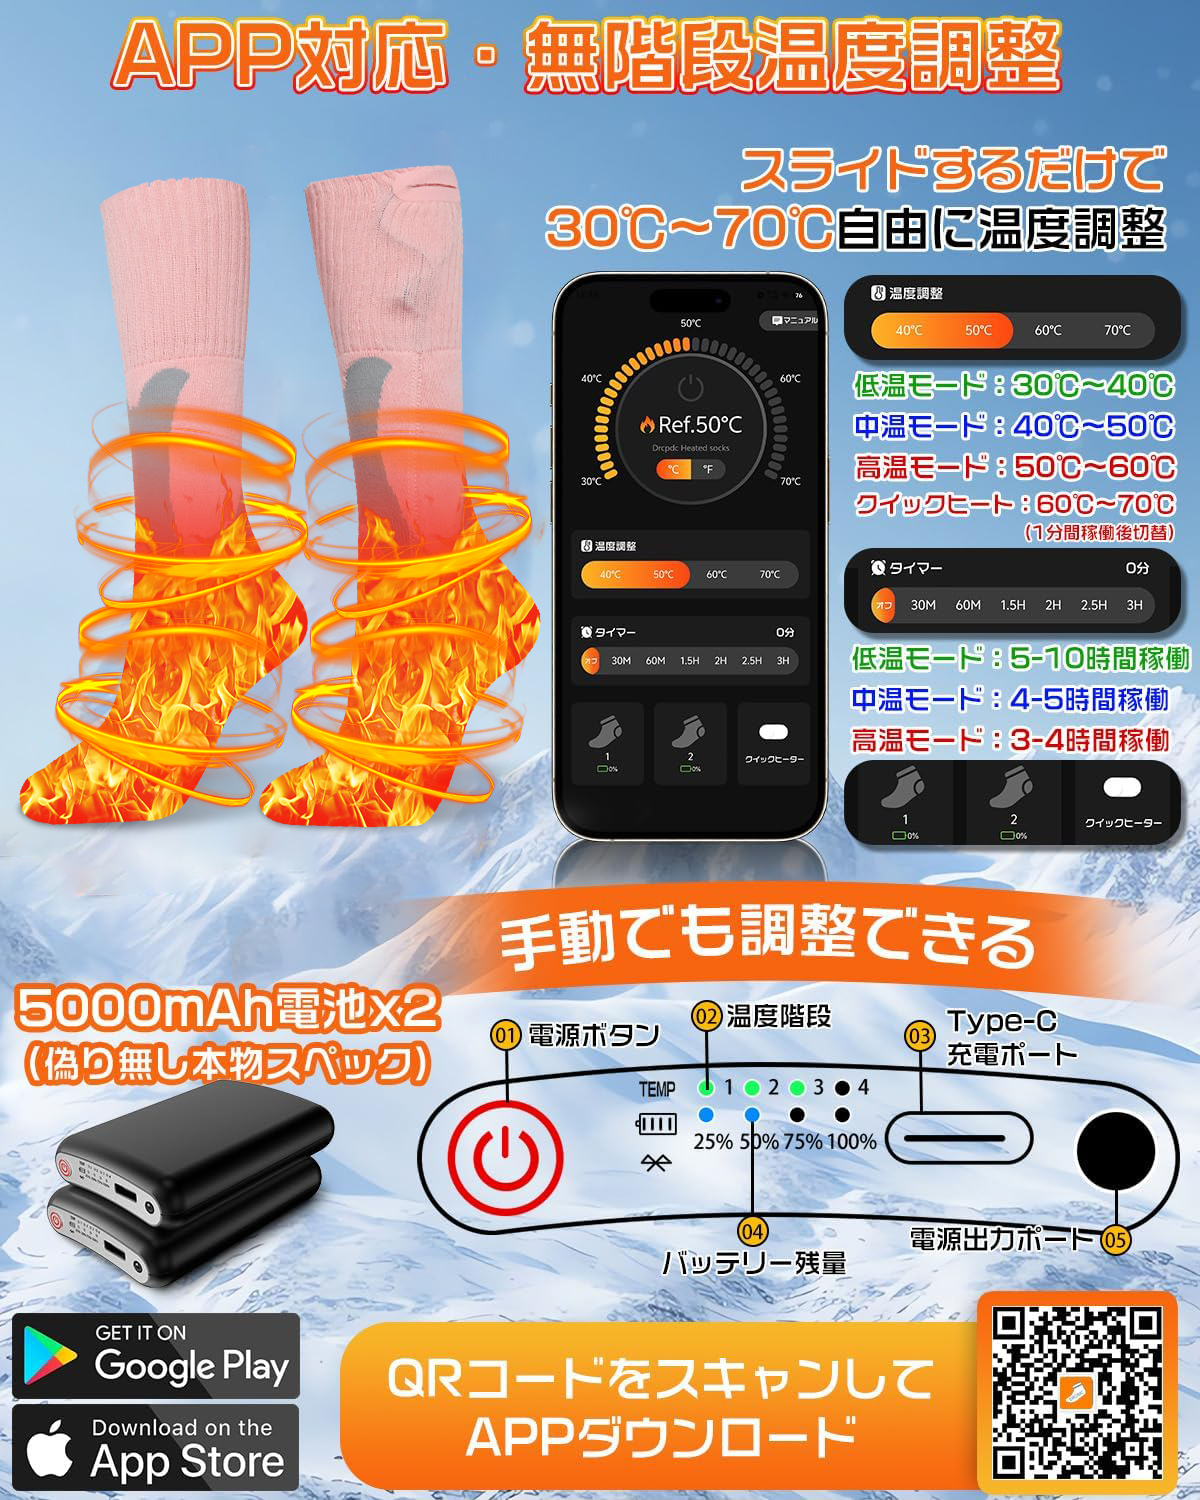 APP対応・無階段温度調整
スライドするだけで
30℃～70℃自由に温度調整
76
マニュアル
50℃
40℃
60℃
Ref.50℃
Drcpdc Heated socks
℃
℉
30℃
70℃
温度調整
40℃ 50℃ 60℃ 70℃
タイマー 0分
オフ 30M 60M 1.5H 2H 2.5H 3H
1
0%
2
0%
クイックヒーター
温度調整
40℃ 50℃ 60℃ 70℃
低温モード：30℃～40℃
中温モード：40℃～50℃
高温モード：50℃～60℃
クイックヒート：60℃～70℃
(1分間稼働後切替)
タイマー 0分
オフ 30M 60M 1.5H 2H 2.5H 3H
低温モード：5-10時間稼働
中温モード：4-5時間稼働
高温モード：3-4時間稼働
1
0%
2
0%
クイックヒーター
手動でも調整できる
5000mAh電池x2
(偽り無し本物スペック)
01 電源ボタン
02 温度階段
03 Type-C
充電ポート
TEMP 1 2 3 4
25% 50% 75% 100%
04
バッテリー残量
電源出力ポート 05
GET IT ON
Google Play
Download on the
App Store
QRコードをスキャンして
APPダウンロード